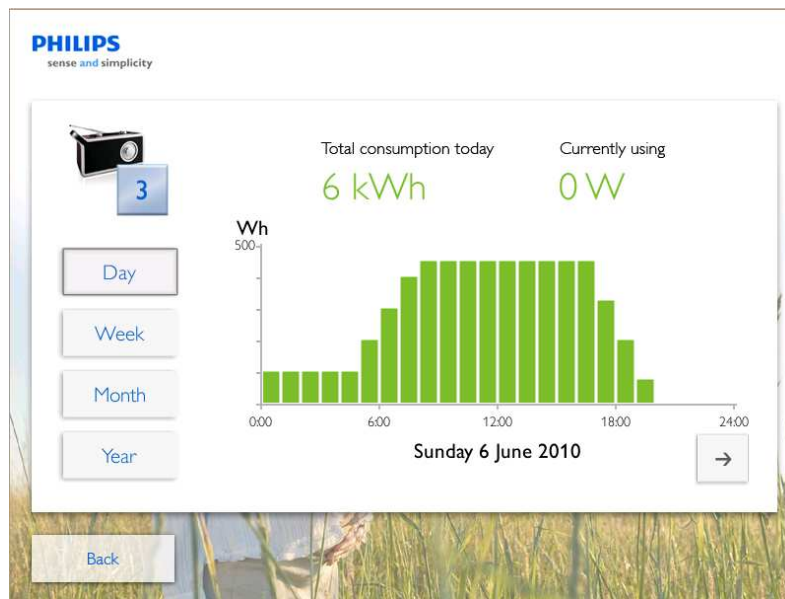 PHILIPS
sense and simplicity
3
Total consumption today
6 kWh
Currently using
0 W
Wh
500
0:00
6:00
12:00
18:00
24:00
Sunday 6 June 2010
→
Day
Week
Month
Year
Back